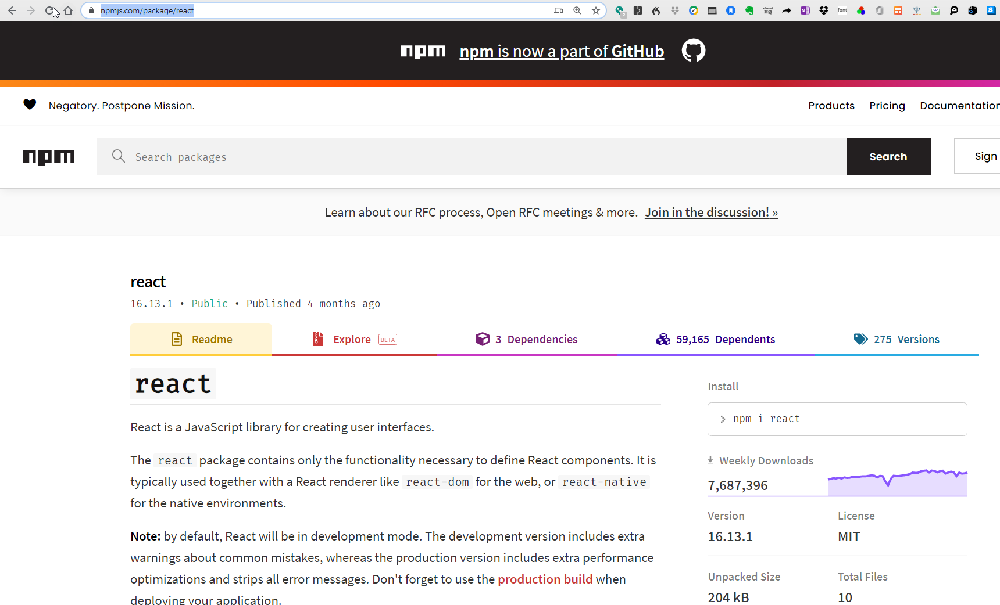 npmjs.com/package/react
font
cloud
HQ
npm npm is now a part of GitHub
Negatory. Postpone Mission.
Products Pricing Documentation
npm Search packages Search Sign
Learn about our RFC process, Open RFC meetings & more. Join in the discussion! »
react
16.13.1 • Public • Published 4 months ago
Readme Explore BETA 3 Dependencies 59,165 Dependents 275 Versions
react
React is a JavaScript library for creating user interfaces.
The react package contains only the functionality necessary to define React components. It is
typically used together with a React renderer like react-dom for the web, or react-native
for the native environments.
Note: by default, React will be in development mode. The development version includes extra
warnings about common mistakes, whereas the production version includes extra performance
optimizations and strips all error messages. Don't forget to use the production build when
deploying your application.
Install
npm i react
Weekly Downloads
7,687,396
Version License
16.13.1 MIT
Unpacked Size Total Files
204 kB 10